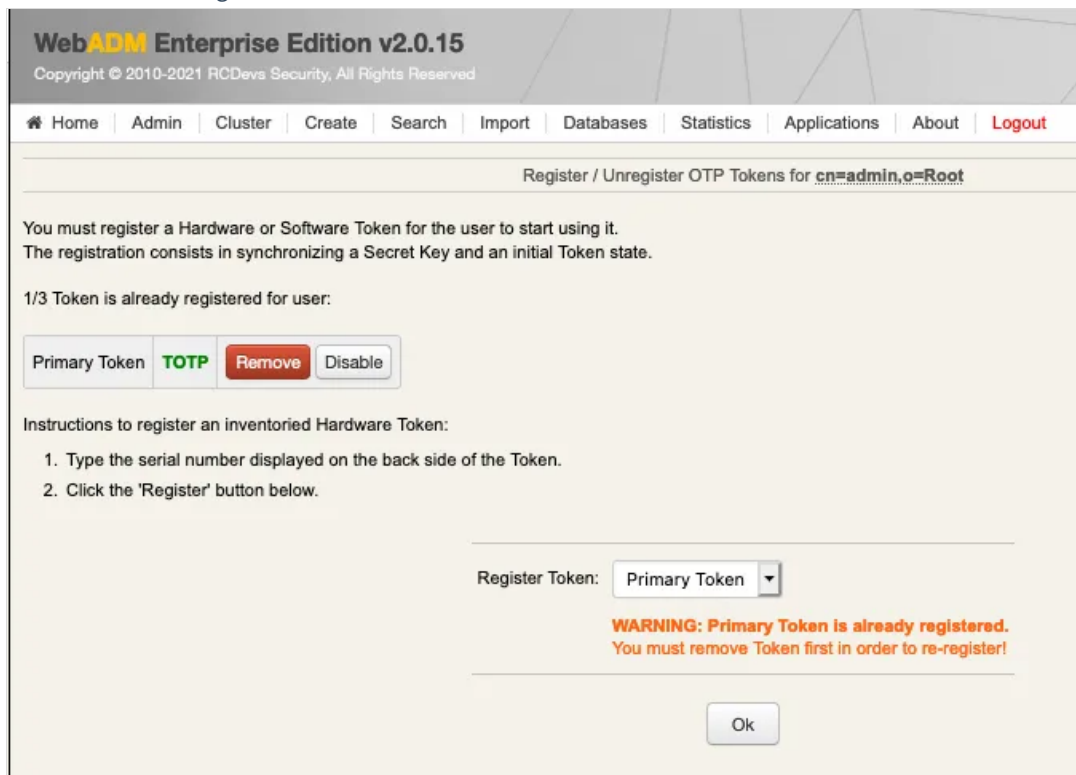 WebADM Enterprise Edition v2.0.15
Copyright © 2010-2021 RCDevs Security, All Rights Reserved
Home Admin Cluster Create Search Import Databases Statistics Applications About Logout
Register / Unregister OTP Tokens for cn=admin,o=Root
You must register a Hardware or Software Token for the user to start using it.
The registration consists in synchronizing a Secret Key and an initial Token state.
1/3 Token is already registered for user:
Primary Token TOTP Remove Disable
Instructions to register an inventoried Hardware Token:
1. Type the serial number displayed on the back side of the Token.
2. Click the 'Register' button below.
Register Token: Primary Token
WARNING: Primary Token is already registered.
You must remove Token first in order to re-register!
Ok